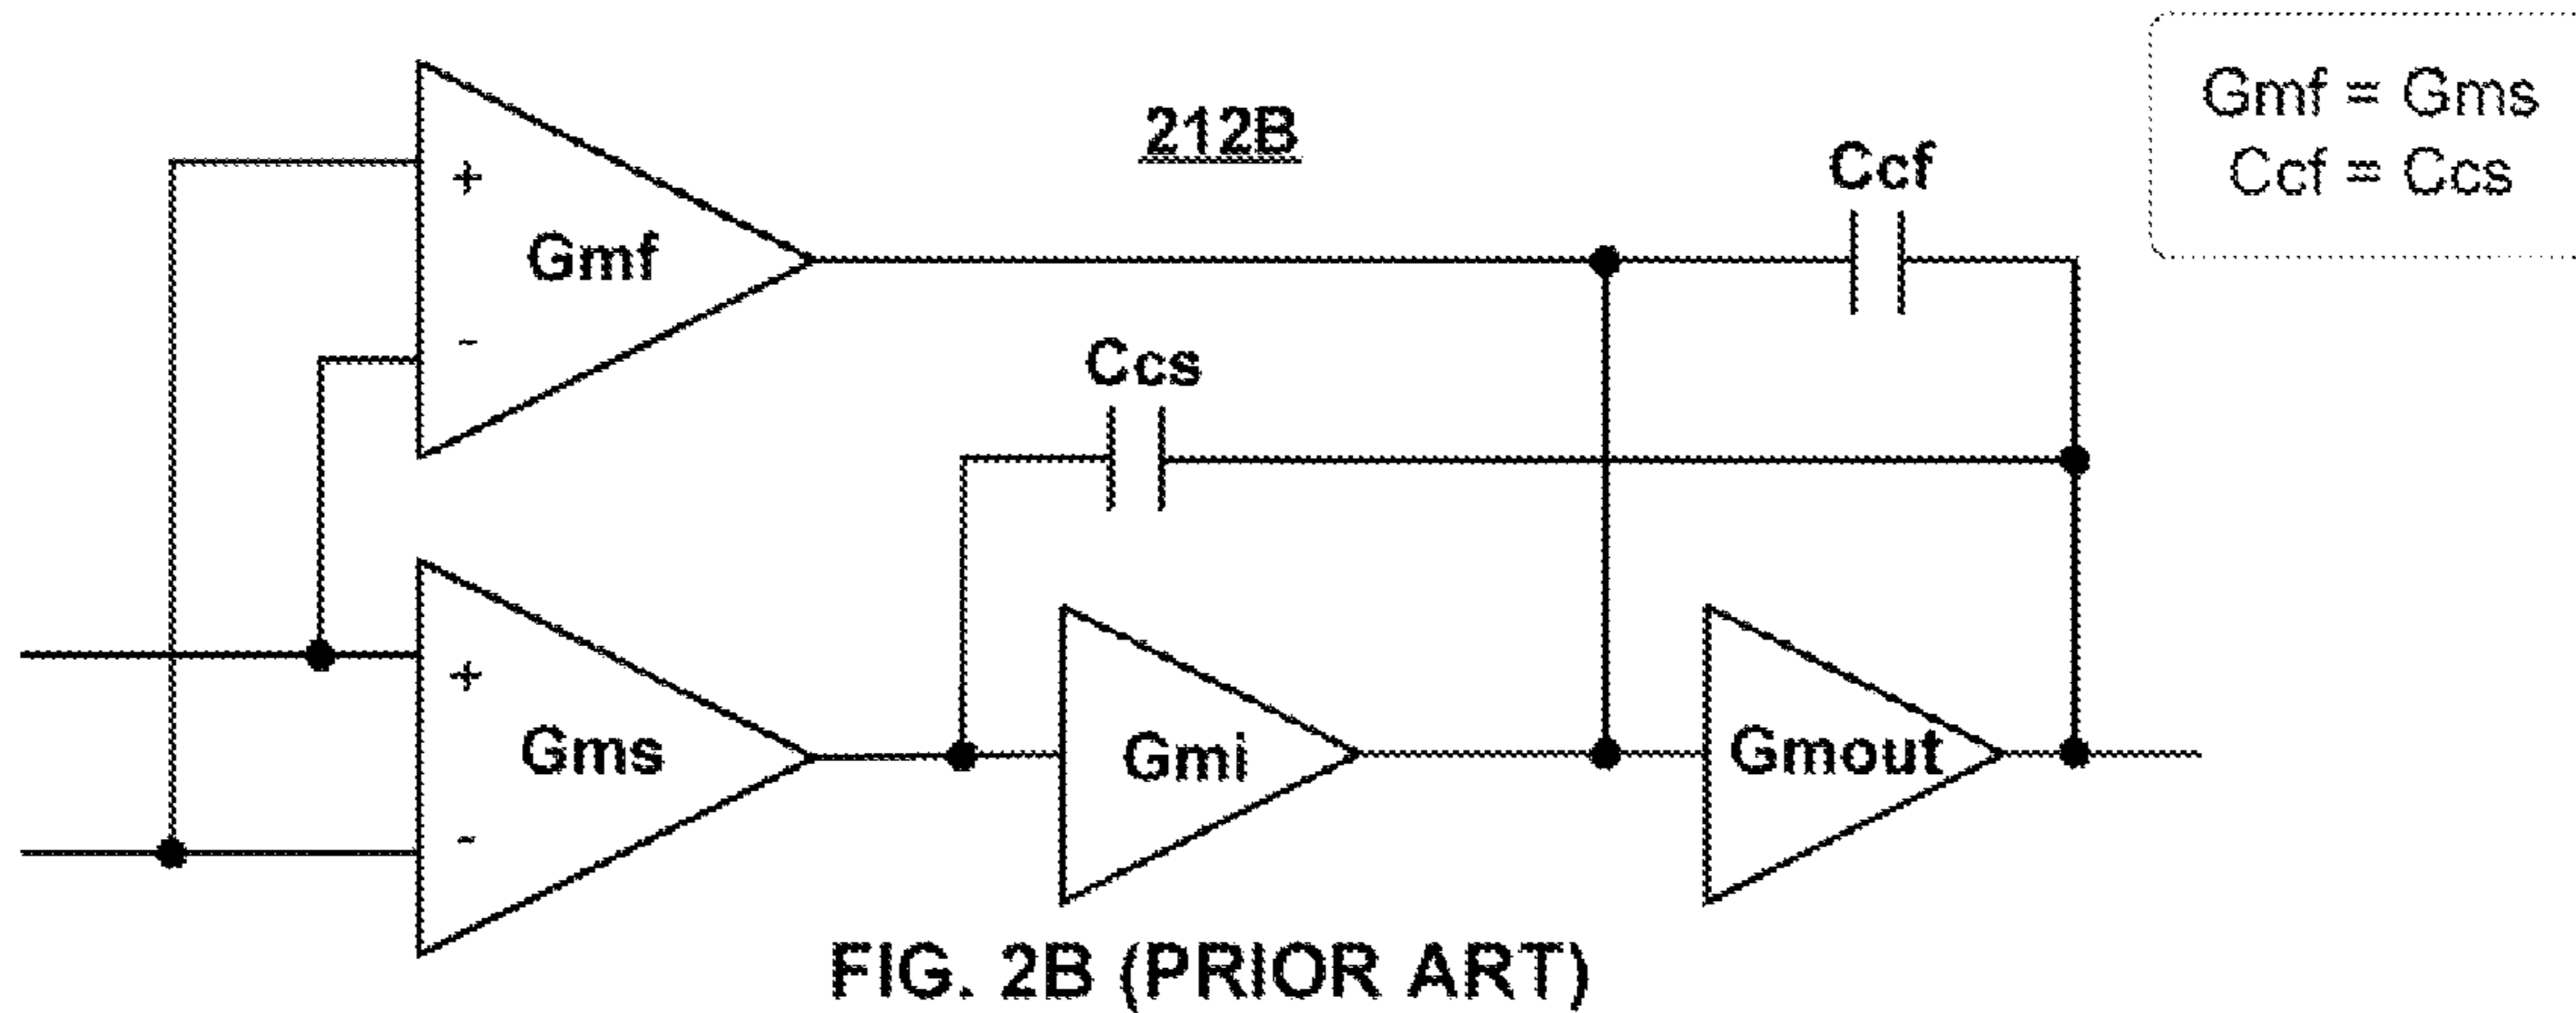 212B
Gmf = Gms
Ccf = Ccs
Ccf
+
Gmf
-
Ccs
+
Gms
-
Gmi
Gmout
FIG. 2B (PRIOR ART)